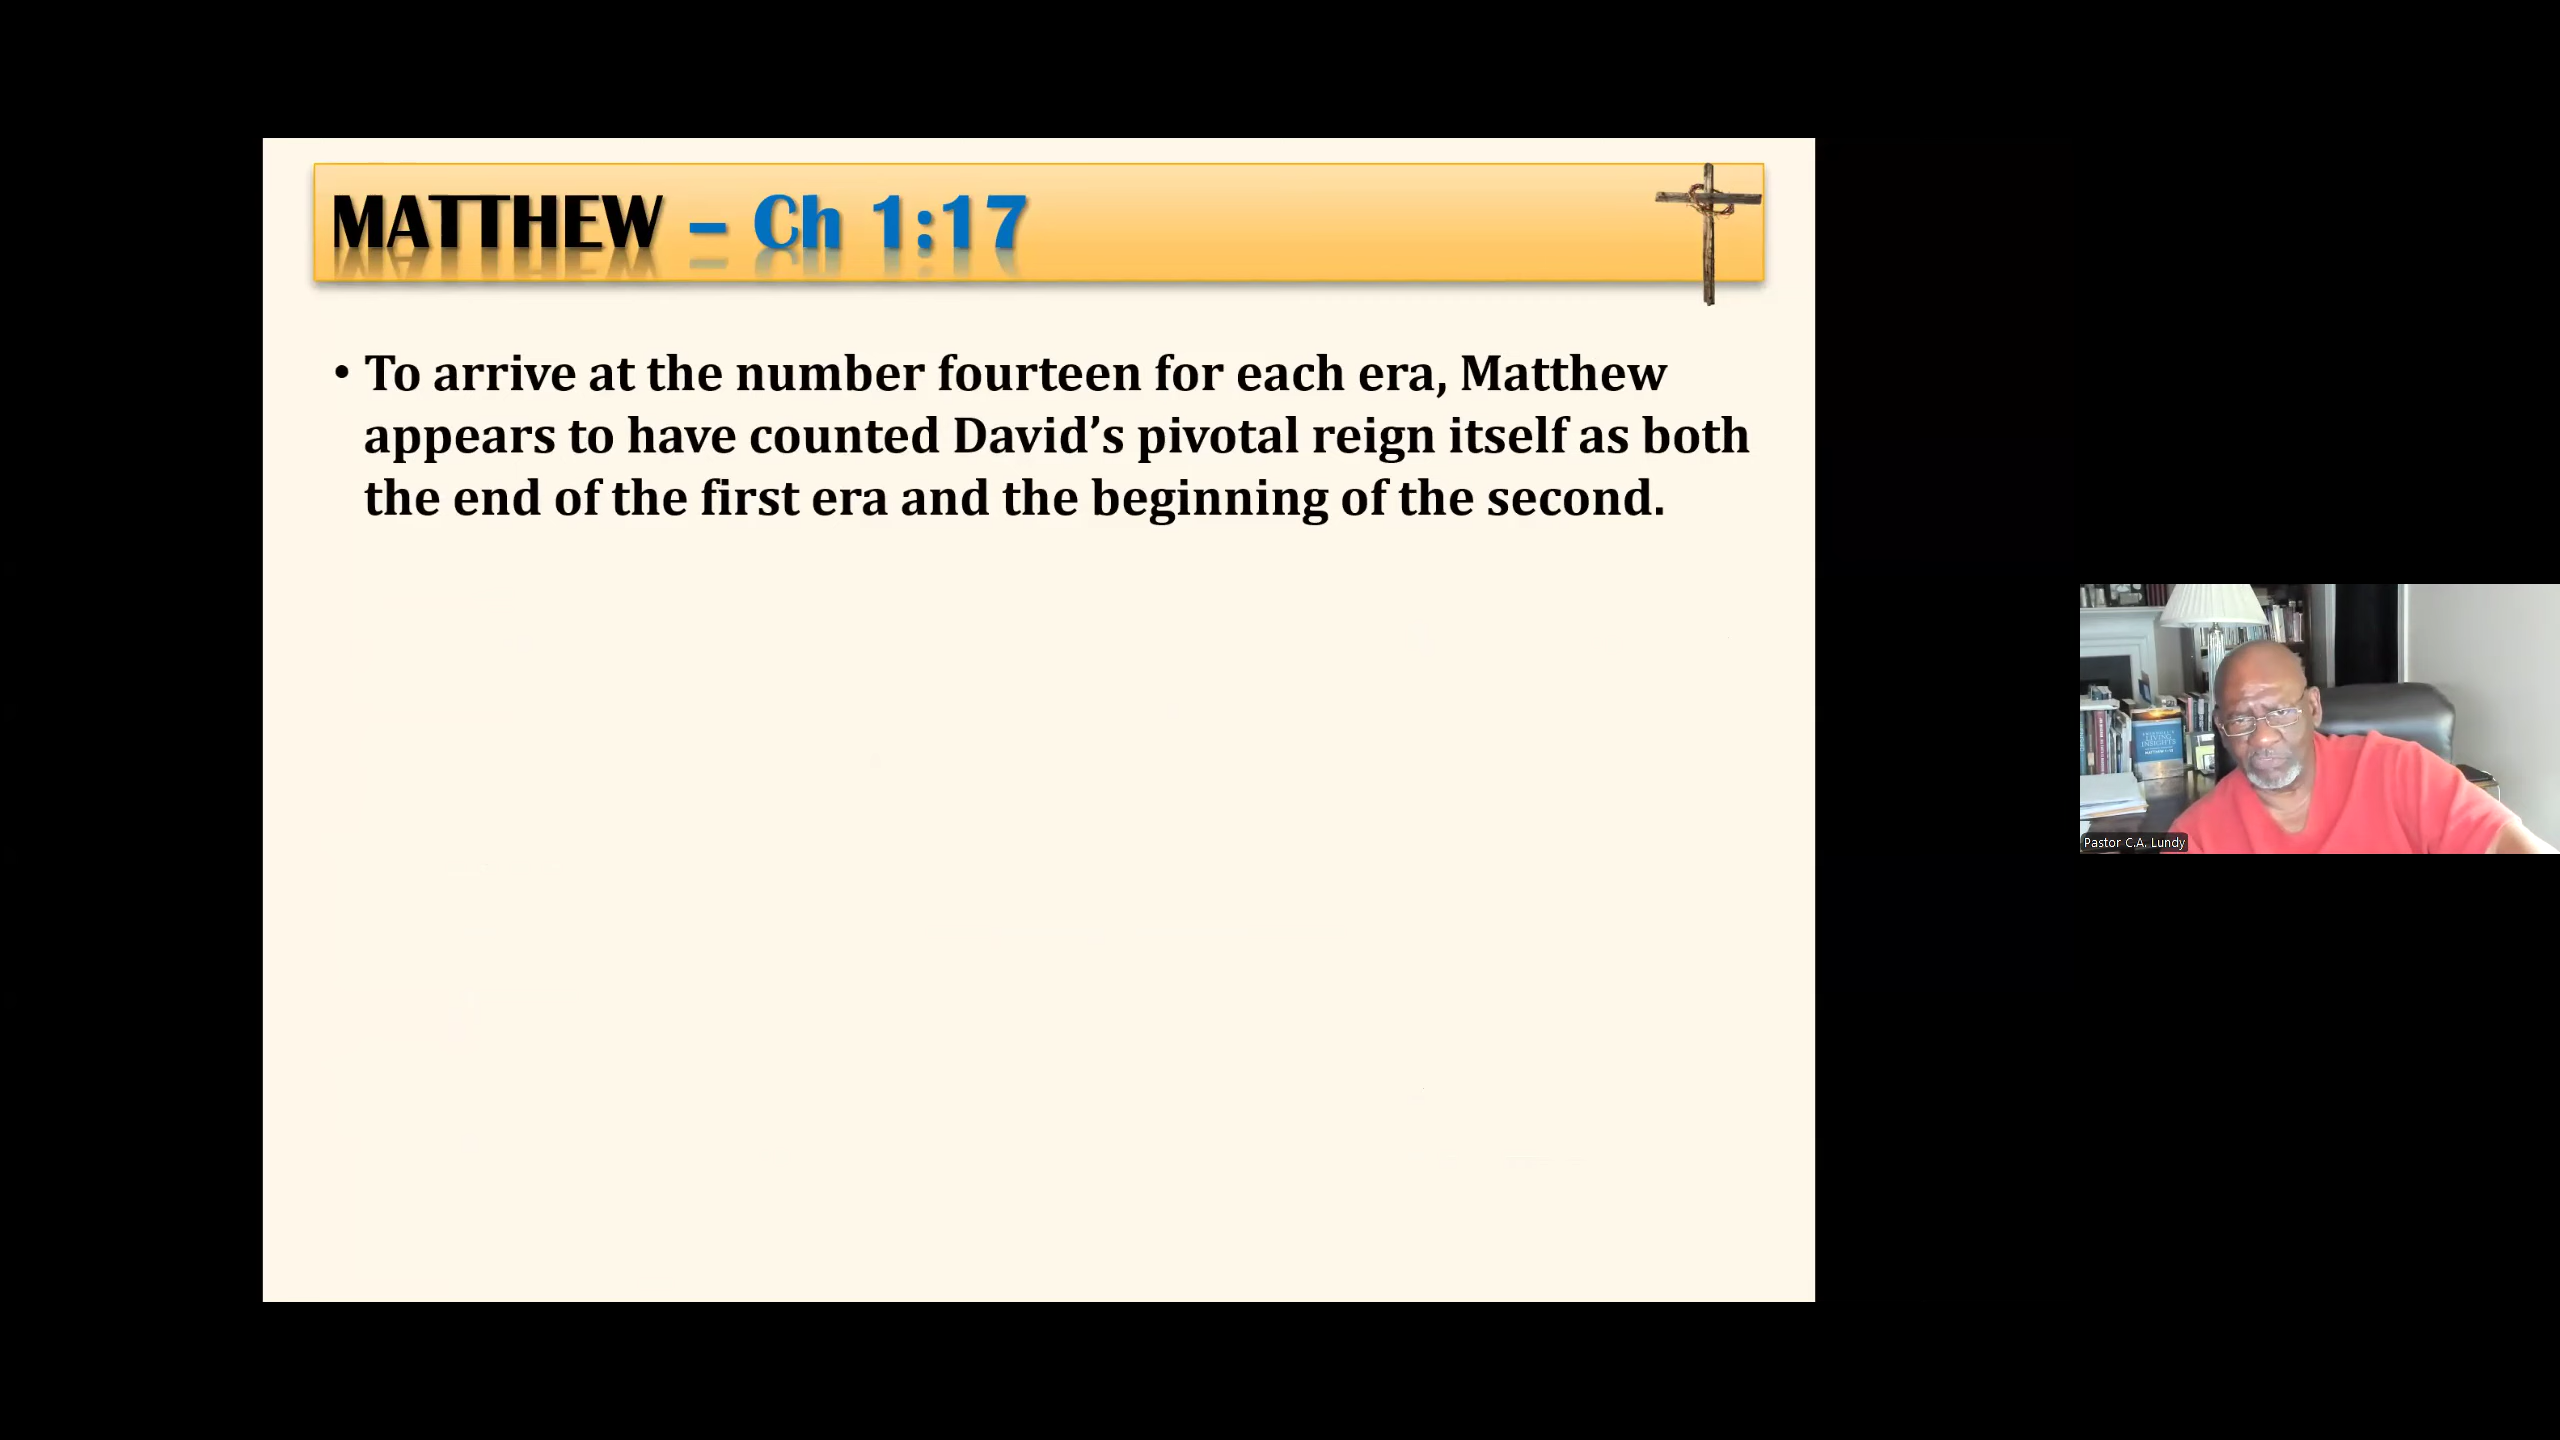 MATTHEW – Ch 1:17
• To arrive at the number fourteen for each era, Matthew
appears to have counted David’s pivotal reign itself as both
the end of the first era and the beginning of the second.
LIVING
INSIGHTS
Pastor C.A. Lundy